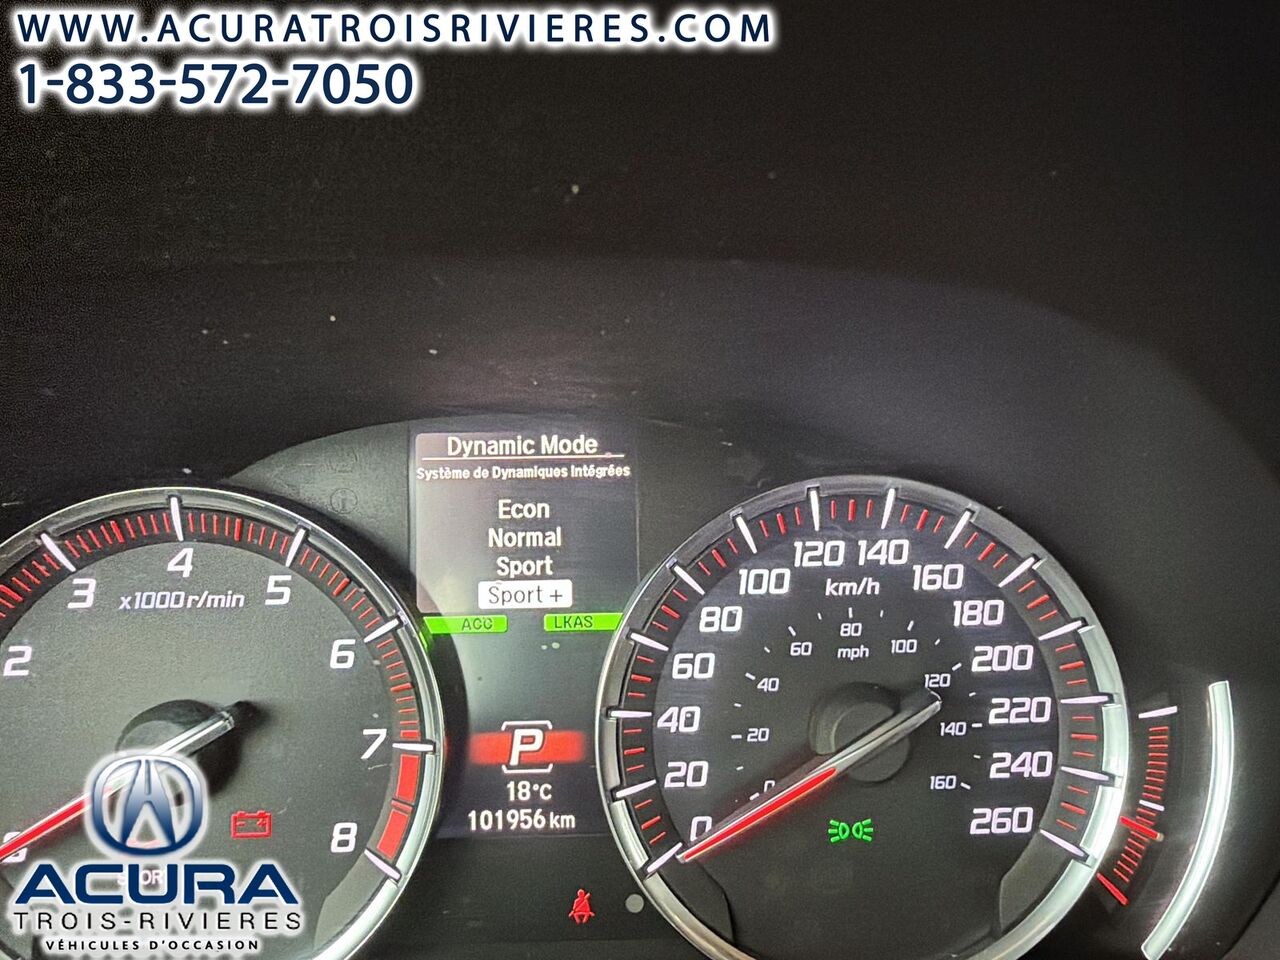 WWW.ACURATROISRIVIERES.COM
1-833-572-7050
Dynamic Mode
Système de Dynamiques Intégrées
Econ
Normal
Sport
Sport +
ACC LKAS
2 3 4 5 6 7 8
x1000 r/min
P
18°C
101956 km
0 20 40 60 80 100 120 140 160 180 200 220 240 260
km/h
0 20 40 60 80 100 120 140 160
mph
ACURA
TROIS-RIVIERES
VÉHICULES D'OCCASION